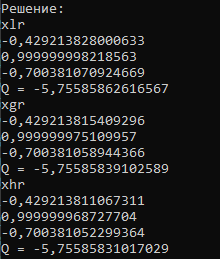 Решение:
xlr
-0,429213828000633
0,999999998218563
-0,700381070924669
Q = -5,75585862616567
xgr
-0,429213815409296
0,999999975109957
-0,700381058944366
Q = -5,75585839102589
xhr
-0,429213811067311
0,999999968727704
-0,700381052299364
Q = -5,75585831017029